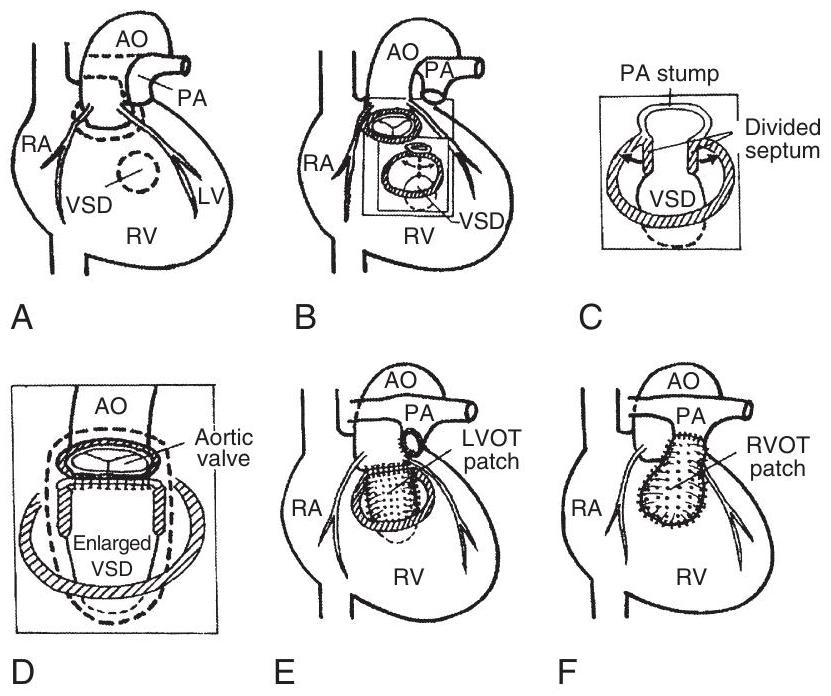 AO
PA
RA
VSD
LV
RV
A
AO
PA
RA
VSD
RV
B
PA stump
Divided
septum
VSD
C
AO
Aortic
valve
Enlarged
VSD
D
AO
PA
LVOT
patch
RA
RV
E
AO
PA
RVOT
patch
RA
RV
F